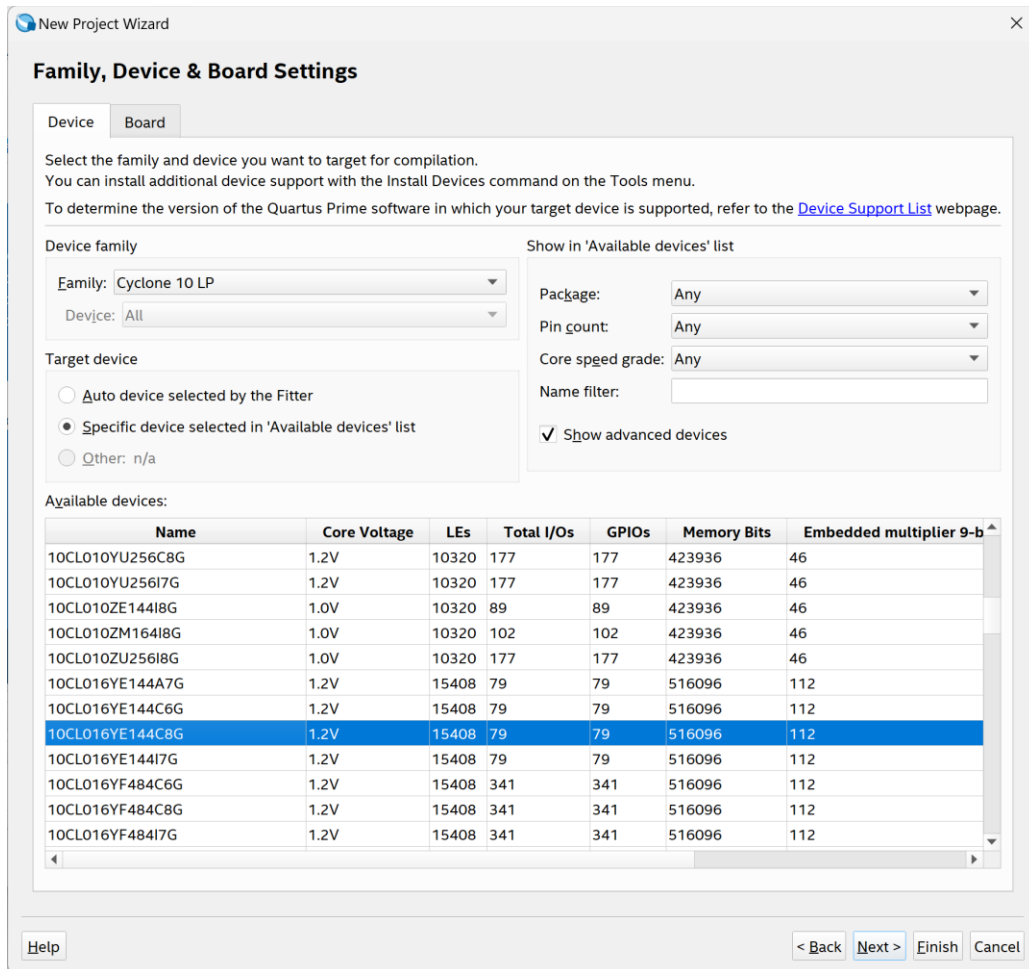 New Project Wizard
Family, Device & Board Settings
Device Board
Select the family and device you want to target for compilation.
You can install additional device support with the Install Devices command on the Tools menu.
To determine the version of the Quartus Prime software in which your target device is supported, refer to the Device Support List webpage.
Device family
Family: Cyclone 10 LP
Device: All
Show in 'Available devices' list
Package: Any
Pin count: Any
Core speed grade: Any
Name filter:
Show advanced devices
Target device
Auto device selected by the Fitter
Specific device selected in 'Available devices' list
Other: n/a
Available devices:
Name Core Voltage LEs Total I/Os GPIOs Memory Bits Embedded multiplier 9-b
10CL010YU256C8G 1.2V 10320 177 177 423936 46
10CL010YU256I7G 1.2V 10320 177 177 423936 46
10CL010ZE144I8G 1.0V 10320 89 89 423936 46
10CL010ZM164I8G 1.0V 10320 102 102 423936 46
10CL010ZU256I8G 1.0V 10320 177 177 423936 46
10CL016YE144A7G 1.2V 15408 79 79 516096 112
10CL016YE144C6G 1.2V 15408 79 79 516096 112
10CL016YE144C8G 1.2V 15408 79 79 516096 112
10CL016YE144I7G 1.2V 15408 79 79 516096 112
10CL016YF484C6G 1.2V 15408 341 341 516096 112
10CL016YF484C8G 1.2V 15408 341 341 516096 112
10CL016YF484I7G 1.2V 15408 341 341 516096 112
Help < Back Next > Finish Cancel